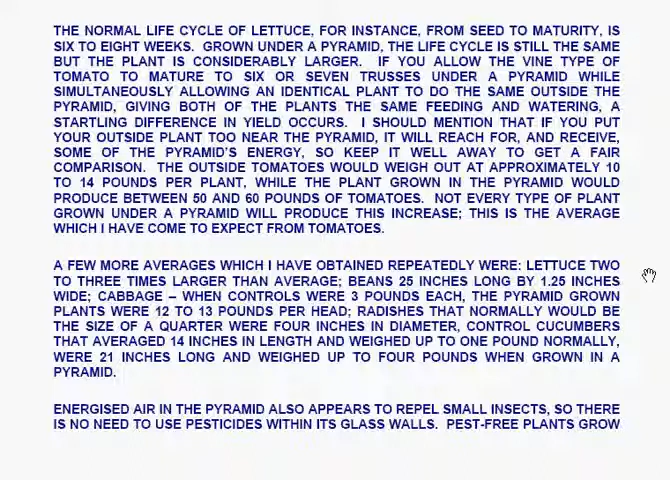 THE NORMAL LIFE CYCLE OF LETTUCE, FOR INSTANCE, FROM SEED TO MATURITY, IS
SIX TO EIGHT WEEKS. GROWN UNDER A PYRAMID, THE LIFE CYCLE IS STILL THE SAME
BUT THE PLANT IS CONSIDERABLY LARGER. IF YOU ALLOW THE VINE TYPE OF
TOMATO TO MATURE TO SIX OR SEVEN TRUSSES UNDER A PYRAMID WHILE
SIMULTANEOUSLY ALLOWING AN IDENTICAL PLANT TO DO THE SAME OUTSIDE THE
PYRAMID, GIVING BOTH OF THE PLANTS THE SAME FEEDING AND WATERING, A
STARTLING DIFFERENCE IN YIELD OCCURS. I SHOULD MENTION THAT IF YOU PUT
YOUR OUTSIDE PLANT TOO NEAR THE PYRAMID, IT WILL REACH FOR, AND RECEIVE,
SOME OF THE PYRAMID'S ENERGY, SO KEEP IT WELL AWAY TO GET A FAIR
COMPARISON. THE OUTSIDE TOMATOES WOULD WEIGH OUT AT APPROXIMATELY 10
TO 14 POUNDS PER PLANT, WHILE THE PLANT GROWN IN THE PYRAMID WOULD
PRODUCE BETWEEN 50 AND 60 POUNDS OF TOMATOES. NOT EVERY TYPE OF PLANT
GROWN UNDER A PYRAMID WILL PRODUCE THIS INCREASE; THIS IS THE AVERAGE
WHICH I HAVE COME TO EXPECT FROM TOMATOES.
A FEW MORE AVERAGES WHICH I HAVE OBTAINED REPEATEDLY WERE: LETTUCE TWO
TO THREE TIMES LARGER THAN AVERAGE; BEANS 25 INCHES LONG BY 1.25 INCHES
WIDE; CABBAGE – WHEN CONTROLS WERE 3 POUNDS EACH, THE PYRAMID GROWN
PLANTS WERE 12 TO 13 POUNDS PER HEAD; RADISHES THAT NORMALLY WOULD BE
THE SIZE OF A QUARTER WERE FOUR INCHES IN DIAMETER, CONTROL CUCUMBERS
THAT AVERAGED 14 INCHES IN LENGTH AND WEIGHED UP TO ONE POUND NORMALLY,
WERE 21 INCHES LONG AND WEIGHED UP TO FOUR POUNDS WHEN GROWN IN A
PYRAMID.
ENERGISED AIR IN THE PYRAMID ALSO APPEARS TO REPEL SMALL INSECTS, SO THERE
IS NO NEED TO USE PESTICIDES WITHIN ITS GLASS WALLS. PEST-FREE PLANTS GROW